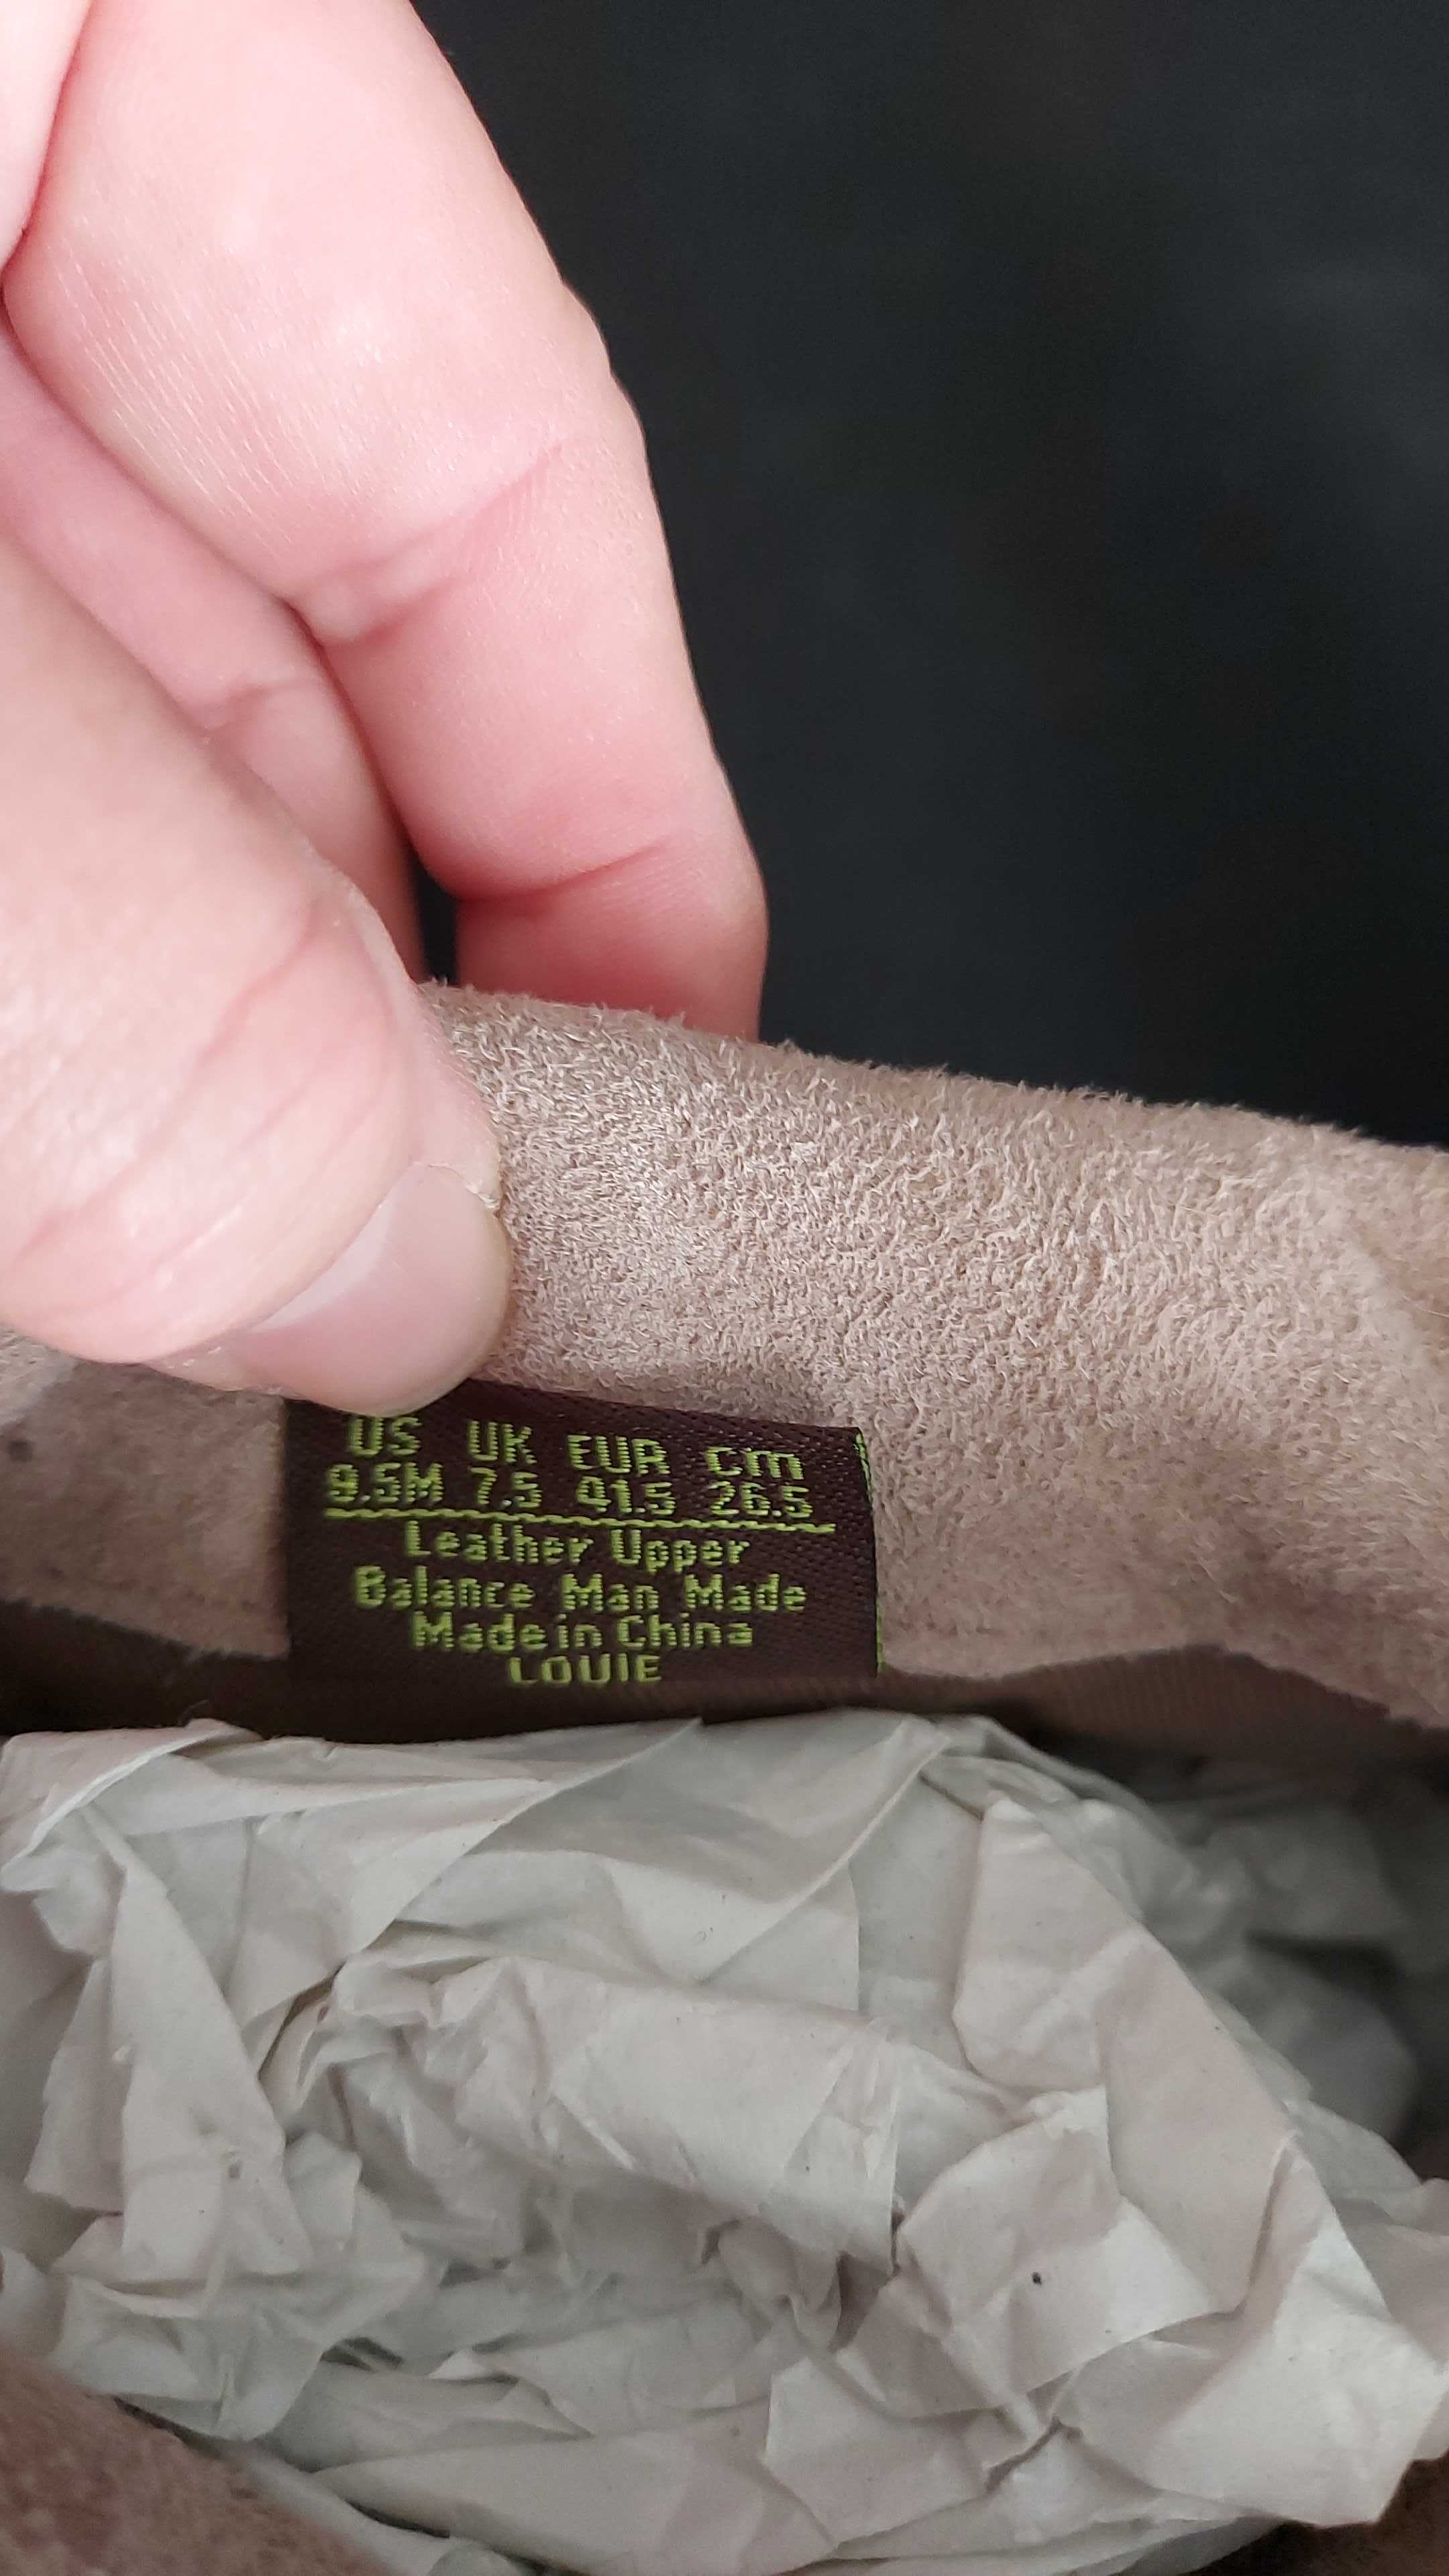 US UK EUR cm
9.5M 7.5 41.5 26.5
Leather Upper
Balance Man Made
Made in China
LOUIE